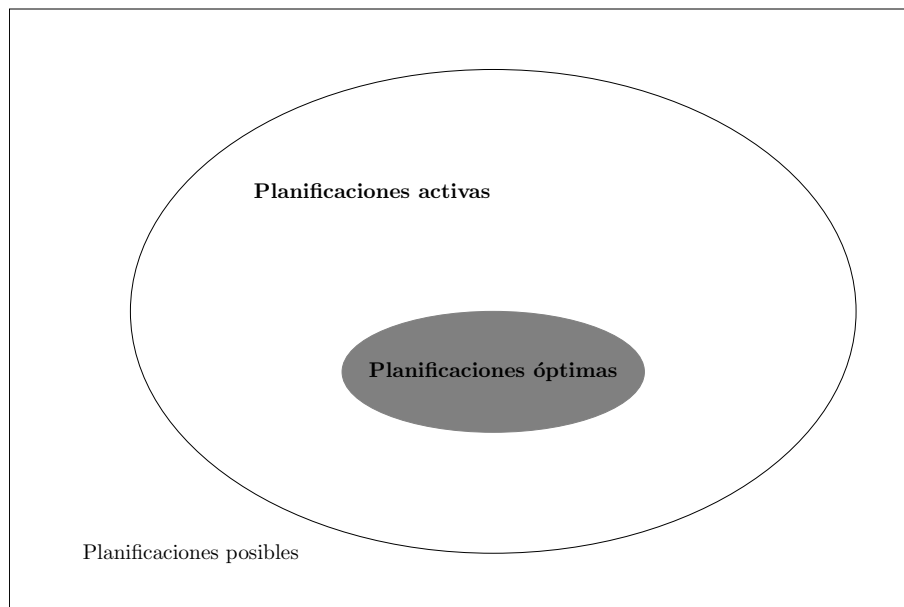 Planificaciones activas
Planificaciones óptimas
Planificaciones posibles